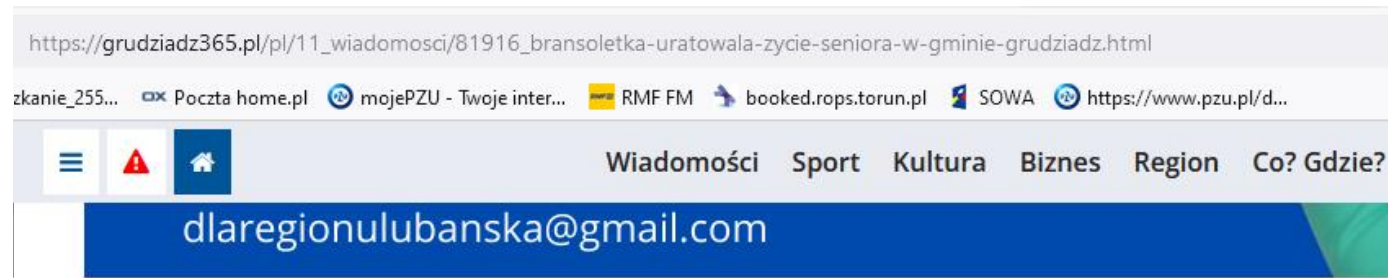 https://grudziadz365.pl/pl/11_wiadomosci/81916_bransoletka-uratowala-zycie-seniora-w-gminie-grudziadz.html
zkanie_255... OX Poczta home.pl mojePZU - Twoje inter... RMF FM booked.rops.torun.pl SOWA https://www.pzu.pl/d...
Wiadomości Sport Kultura Biznes Region Co? Gdzie?
dlaregionulubanska@gmail.com